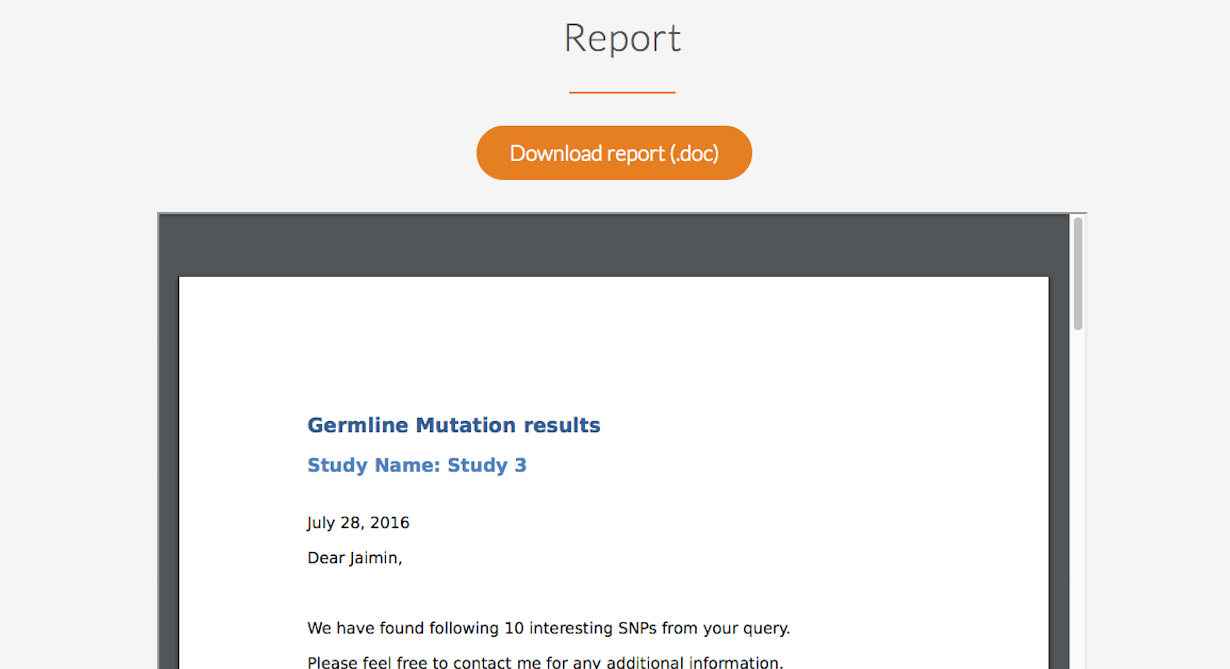 Report
Download report (.doc)
Germline Mutation results
Study Name: Study 3
July 28, 2016
Dear Jaimin,
We have found following 10 interesting SNPs from your query.
Please feel free to contact me for any additional information.